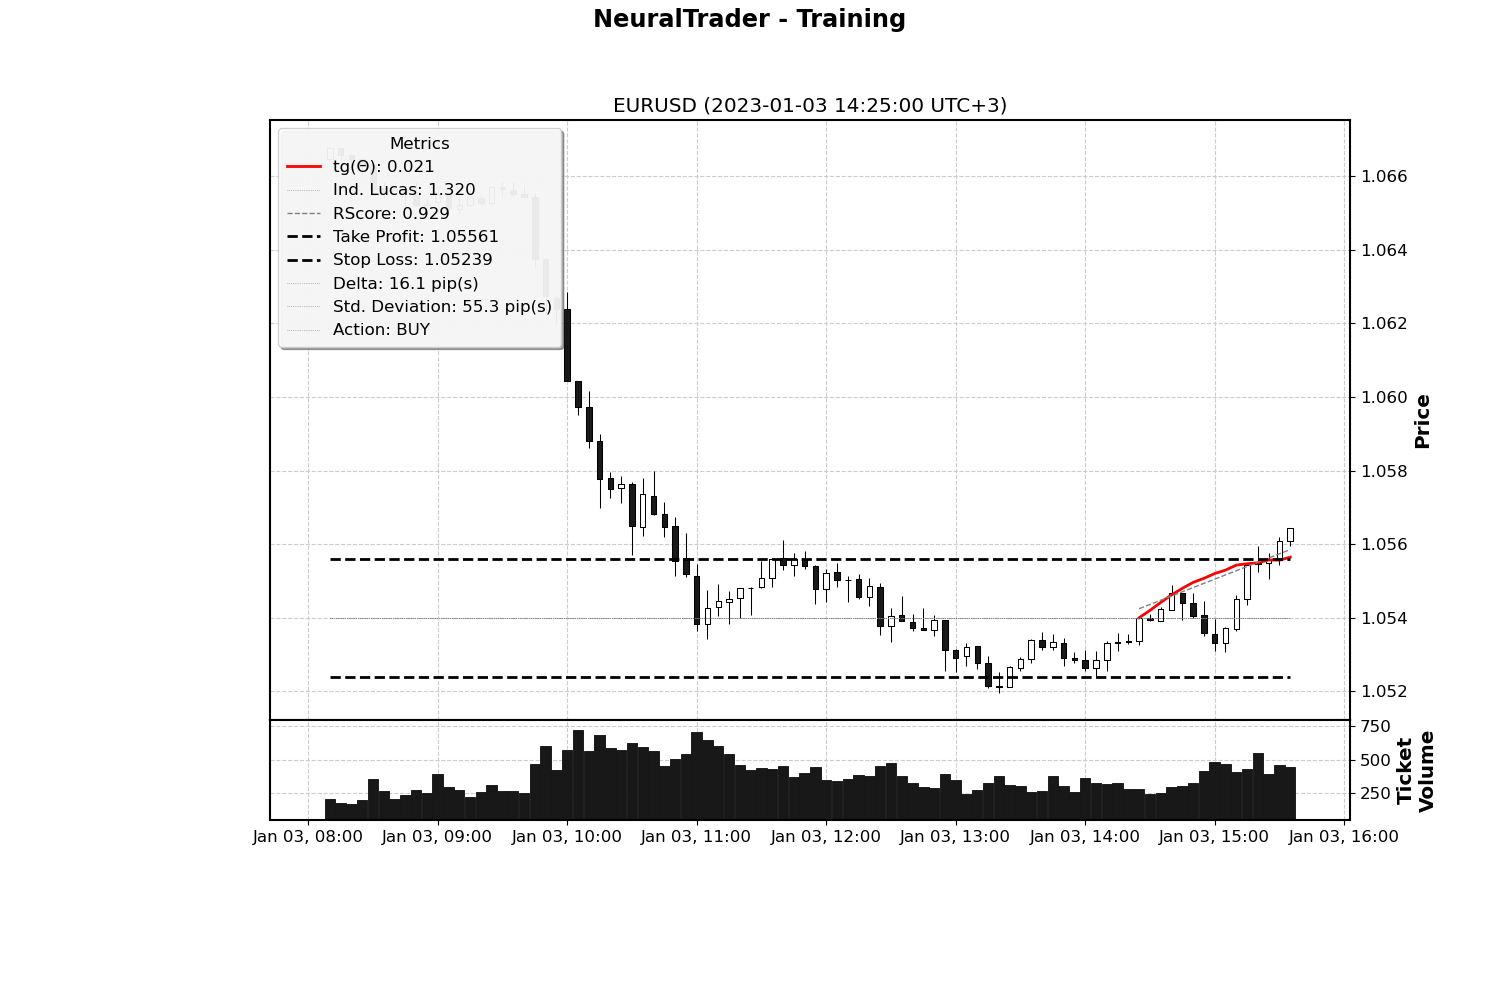 NeuralTrader - Training
EURUSD (2023-01-03 14:25:00 UTC+3)
Metrics
tg(Θ): 0.021
Ind. Lucas: 1.320
RScore: 0.929
Take Profit: 1.05561
Stop Loss: 1.05239
Delta: 16.1 pip(s)
Std. Deviation: 55.3 pip(s)
Action: BUY
1.066
1.064
1.062
1.060
1.058
1.056
1.054
1.052
Price
750
500
250
Ticket
Volume
Jan 03, 08:00
Jan 03, 09:00
Jan 03, 10:00
Jan 03, 11:00
Jan 03, 12:00
Jan 03, 13:00
Jan 03, 14:00
Jan 03, 15:00
Jan 03, 16:00